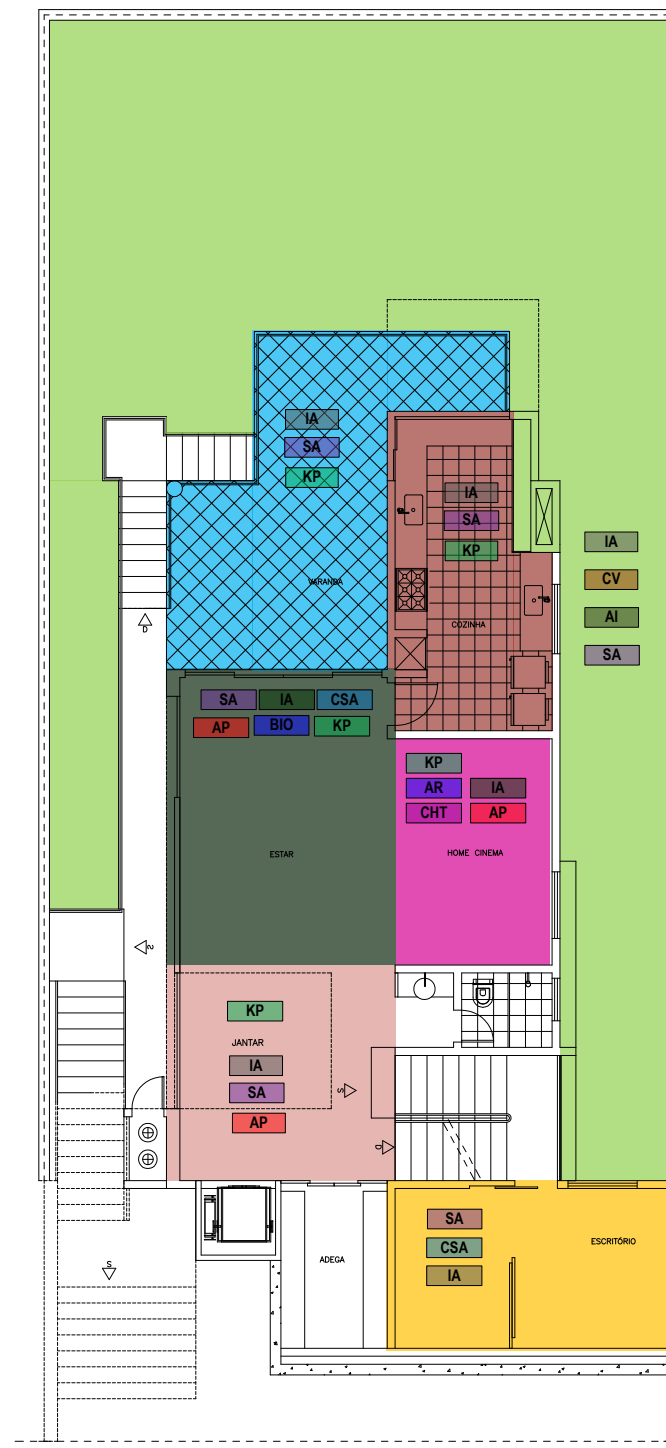 IA
SA
KP
VARANDA
IA
SA
KP
COZINHA
IA
CV
AI
SA
D
SA IA CSA
AP BIO KP
ESTAR
KP
AR IA
CHT AP
HOME CINEMA
S
KP
JANTAR
IA
SA
AP
S
D
SA
CSA
IA
ESCRITÓRIO
ADEGA
S